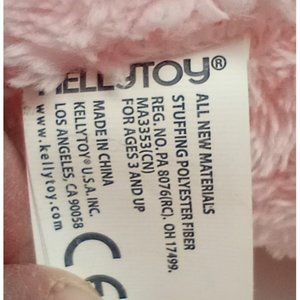 KELLYTOY®
ALL NEW MATERIALS
STUFFING POLYESTER FIBER
REG. NO. PA 8076(RC), OH 17499,
MA3353(CN)
FOR AGES 3 AND UP
MADE IN CHINA
KELLYTOY® U.S.A. INC.
LOS ANGELES, CA 90058
www.kellytoy.com
CE